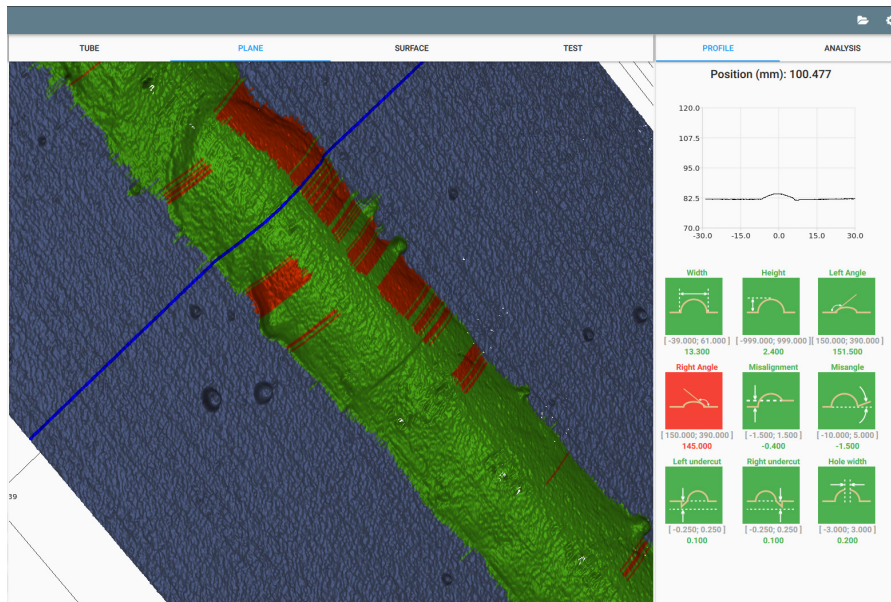 TUBE PLANE SURFACE TEST PROFILE ANALYSIS
Position (mm): 100.477
120.0
107.5
95.0
82.5
70.0
-30.0 -15.0 0.0 15.0 30.0
Width Height Left Angle
[ -39.000; 61.000 ] [ -999.000; 999.000 ] [ 150.000; 390.000 ]
13.300 2.400 151.500
Right Angle Misalignment Misangle
[ 150.000; 390.000 ] [ -1.500; 1.500 ] [ -10.000; 5.000 ]
145.000 -0.400 -1.500
Left undercut Right undercut Hole width
[ -0.250; 0.250 ] [ -0.250; 0.250 ] [ -3.000; 3.000 ]
0.100 0.100 0.200
39